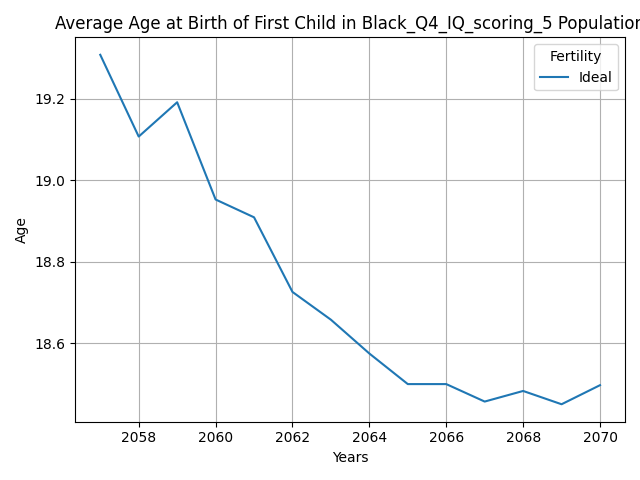 Average Age at Birth of First Child in Black_Q4_IQ_scoring_5 Population
Fertility
Ideal
19.2
19.0
18.8
18.6
Age
2058 2060 2062 2064 2066 2068 2070
Years